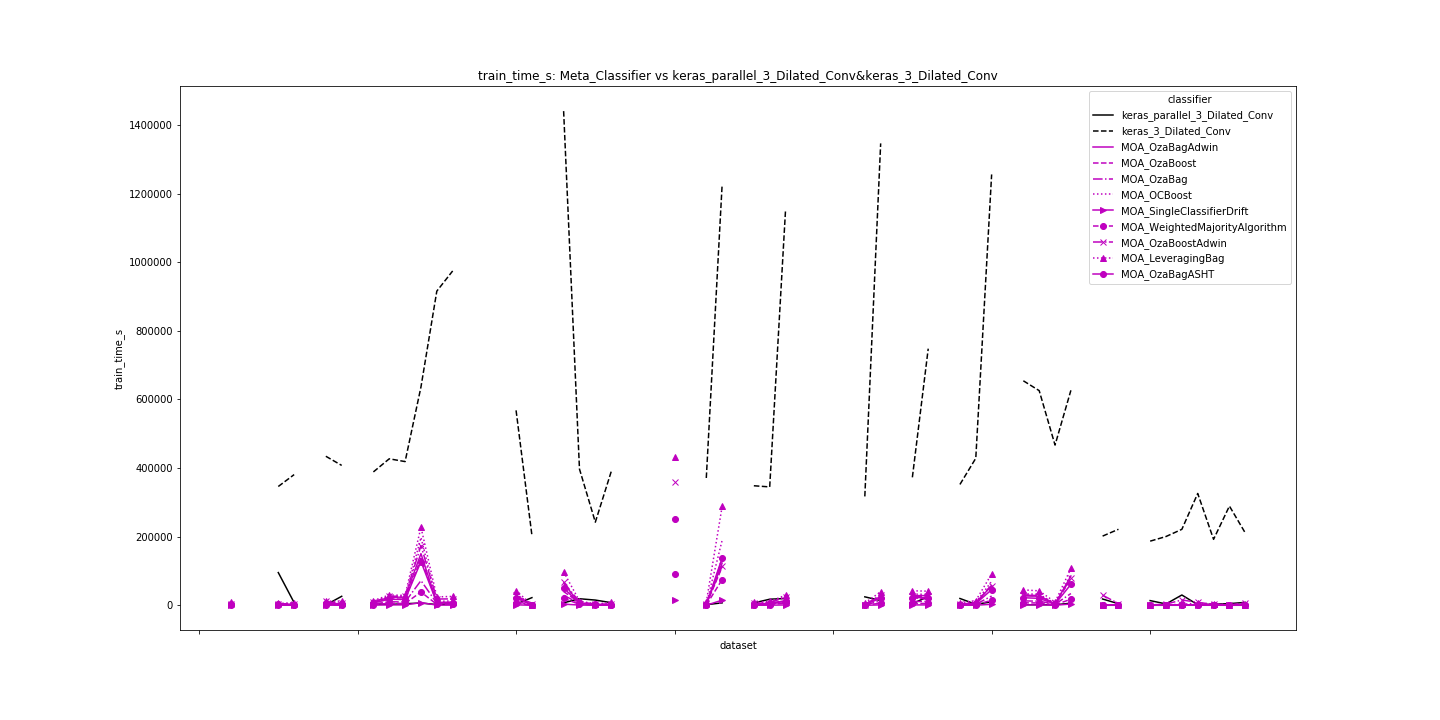 train_time_s: Meta_Classifier vs keras_parallel_3_Dilated_Conv&keras_3_Dilated_Conv
classifier
keras_parallel_3_Dilated_Conv
keras_3_Dilated_Conv
MOA_OzaBagAdwin
MOA_OzaBoost
MOA_OzaBag
MOA_OCBoost
MOA_SingleClassifierDrift
MOA_WeightedMajorityAlgorithm
MOA_OzaBoostAdwin
MOA_LeveragingBag
MOA_OzaBagASHT
train_time_s
1400000
1200000
1000000
800000
600000
400000
200000
0
dataset